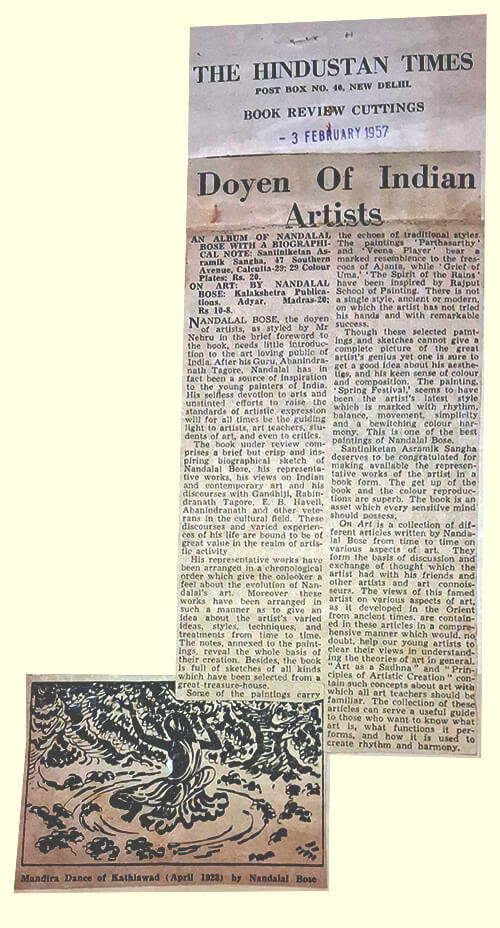 THE HINDUSTAN TIMES
POST BOX NO. 40, NEW DELHI.
BOOK REVIEW CUTTINGS
- 3 FEBRUARY 1957
Doyen Of Indian
Artists
AN ALBUM OF NANDALAL
BOSE WITH A BIOGRAPHI-
CAL NOTE: Santiniketan As-
ramik Sangha, 47 Southern
Avenue, Calcutta-29; 29 Colour
Plates; Rs. 20.
ON ART: BY NANDALAL
BOSE: Kalakshetra Publica-
tions, Adyar, Madras-20;
Rs 10-8.
NANDALAL BOSE, the doyen
of artists, as styled by Mr
Nehru in the brief foreword to
the book, needs little introduc-
tion to the art loving public of
India. After his Guru, Abanindra-
nath Tagore, Nandalal has in
fact been a source of inspiration
to the young painters of India.
His selfless devotion to arts and
unstinted efforts to raise the
standards of artistic expression
will for all times be the guiding
light to artists, art teachers, stu-
dents of art, and even to critics.
The book under review com-
prises a brief but crisp and ins-
piring biographical sketch of
Nandalal Bose, his representa-
tive works, his views on Indian
and contemporary art and his
discourses with Gandhiji, Rabin-
dranath Tagore, E. B. Havell,
Abanindranath and other vete-
rans in the cultural field. These
discourses and varied experien-
ces of his life are bound to be of
great value in the realm of artis-
tic activity
His representative works have
been arranged in a chronological
order which give the onlooker a
feel about the evolution of Nan-
dalal's art. Moreover these
works have been arranged in
such a manner as to give an
idea about the artist's varied
ideas, styles, techniques, and
treatments from time to time.
The notes, annexed to the paint-
ings, reveal the whole basis of
their creation. Besides, the book
is full of sketches of all kinds
which have been selected from a
great treasure-house.
Some of the paintings carry
the echoes of traditional styles.
The paintings 'Parthasarthy'
and 'Veena Player' bear a
marked resemblance to the fres-
coes of Ajanta, while 'Grief of
Uma,' 'The Spirit of the Rains'
have been inspired by Rajput
School of Painting. There is not
a single style, ancient or modern,
on which the artist has not tried
his hands and with remarkable
success.
Though these selected paint-
ings and sketches cannot give a
complete picture of the great
artist's genius yet one is sure to
get a good idea about his aesthe-
tics, and his keen sense of colour
and composition. The painting,
'Spring Festival,' seems to have
been the artist's latest style
which is marked with rhythm,
balance, movement, simplicity
and a bewitching colour har-
mony. This is one of the best
paintings of Nandalal Bose.
Santiniketan Asramik Sangha
deserves to be congratulated for
making available the represen-
tative works of the artist in a
book form. The get up of the
book and the colour reproduc-
tions are superb. The book is an
asset which every sensitive mind
should possess.
On Art is a collection of dif-
ferent articles written by Nanda-
lal Bose from time to time on
various aspects of art. They
form the basis of discussion and
exchange of thought which the
artist had with his friends and
other artists and art connois-
seurs. The views of this famed
artist on various aspects of art,
as it developed in the Orient
from ancient times, are contain-
ed in these articles in a compre-
hensive manner which would, no
doubt, help our young artists to
clear their views in understand-
ing the theories of art in general.
"Art as a Sadhna" and "Prin-
ciples of Artistic Creation" con-
tain such concepts about art with
which all art teachers should be
familiar. The collection of these
articles can serve a useful guide
to those who want to know what
art is, what functions it per-
forms, and how it is used to
create rhythm and harmony.
Mandira Dance of Kathiawad (April 1923) by Nandalal Bose